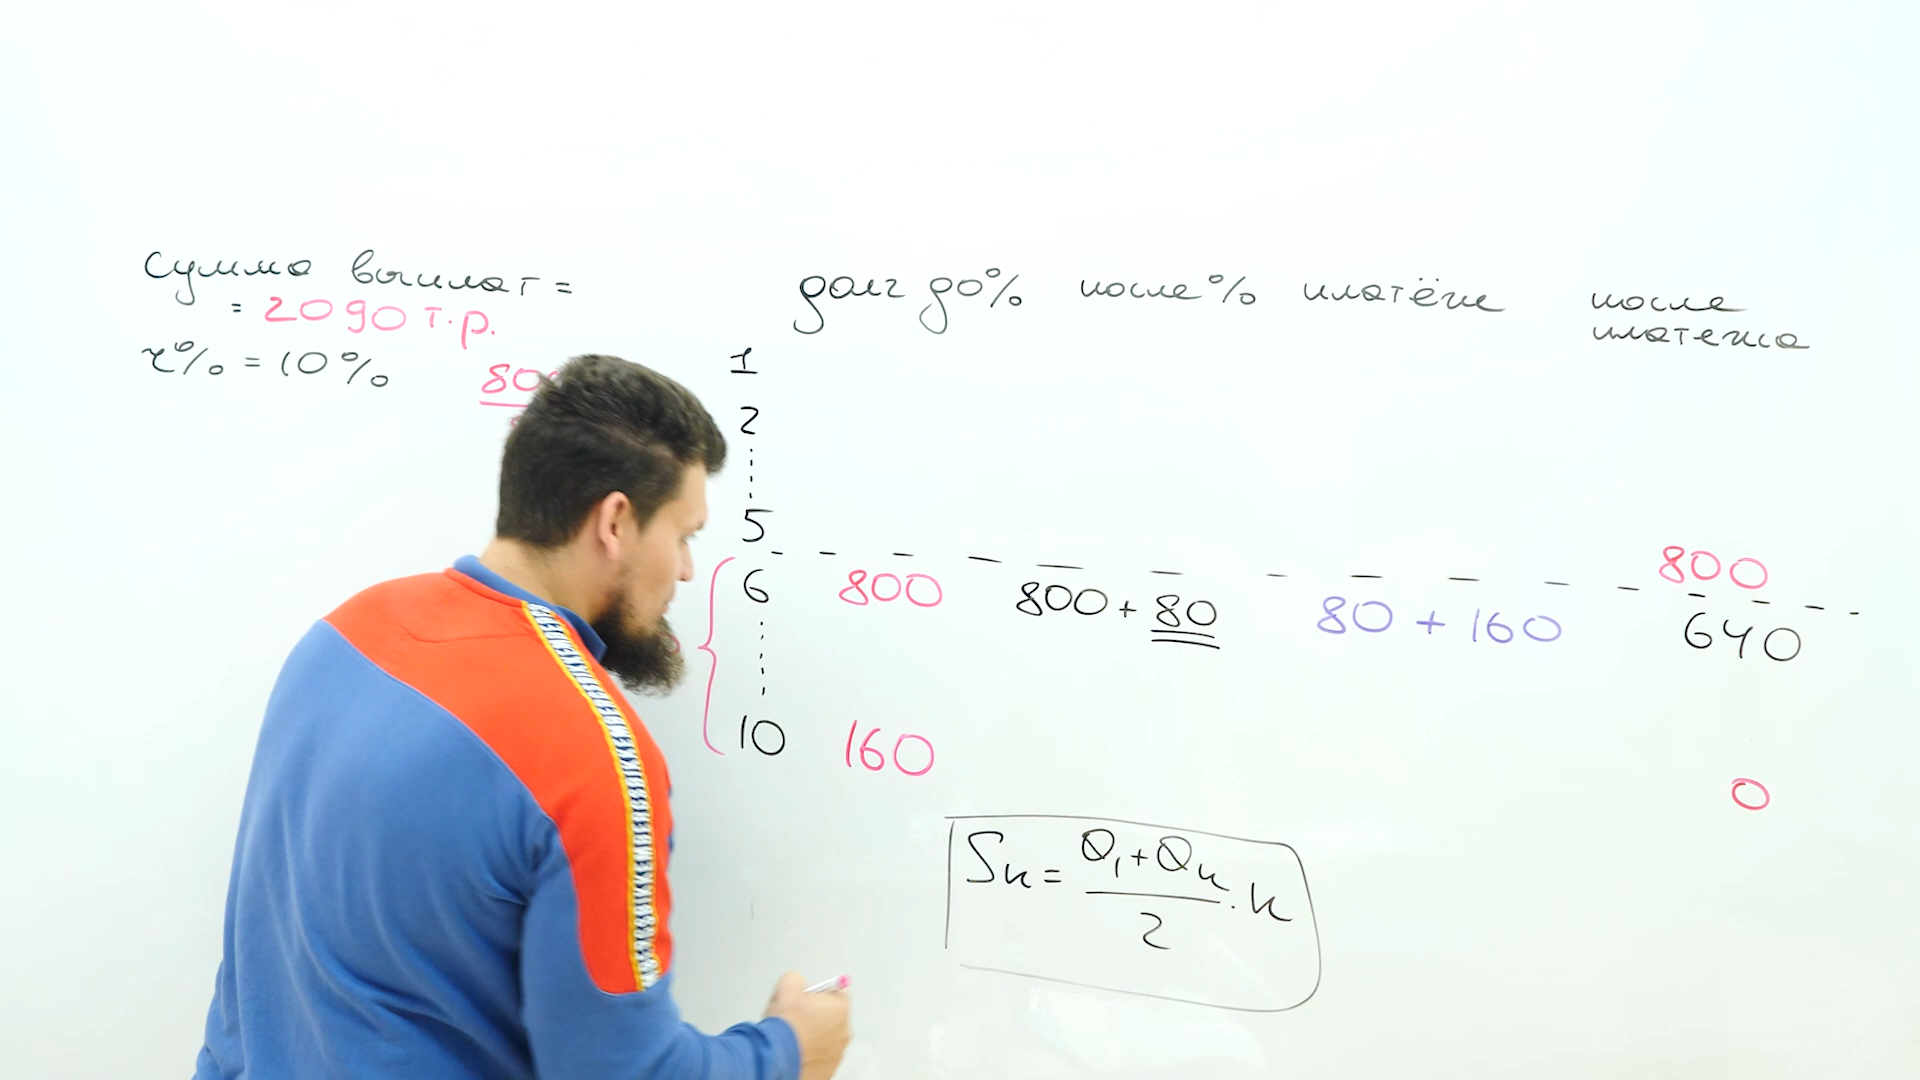 сумма выплат =
= 2090 т.р.
r% = 10%
долг до % после % платёж после платежа
1
2
5
800
6 800 800 + 80 80 + 160 640
10 160
0
Sn = a₁ + aₙ / 2 · n
BIKKEMBERGS